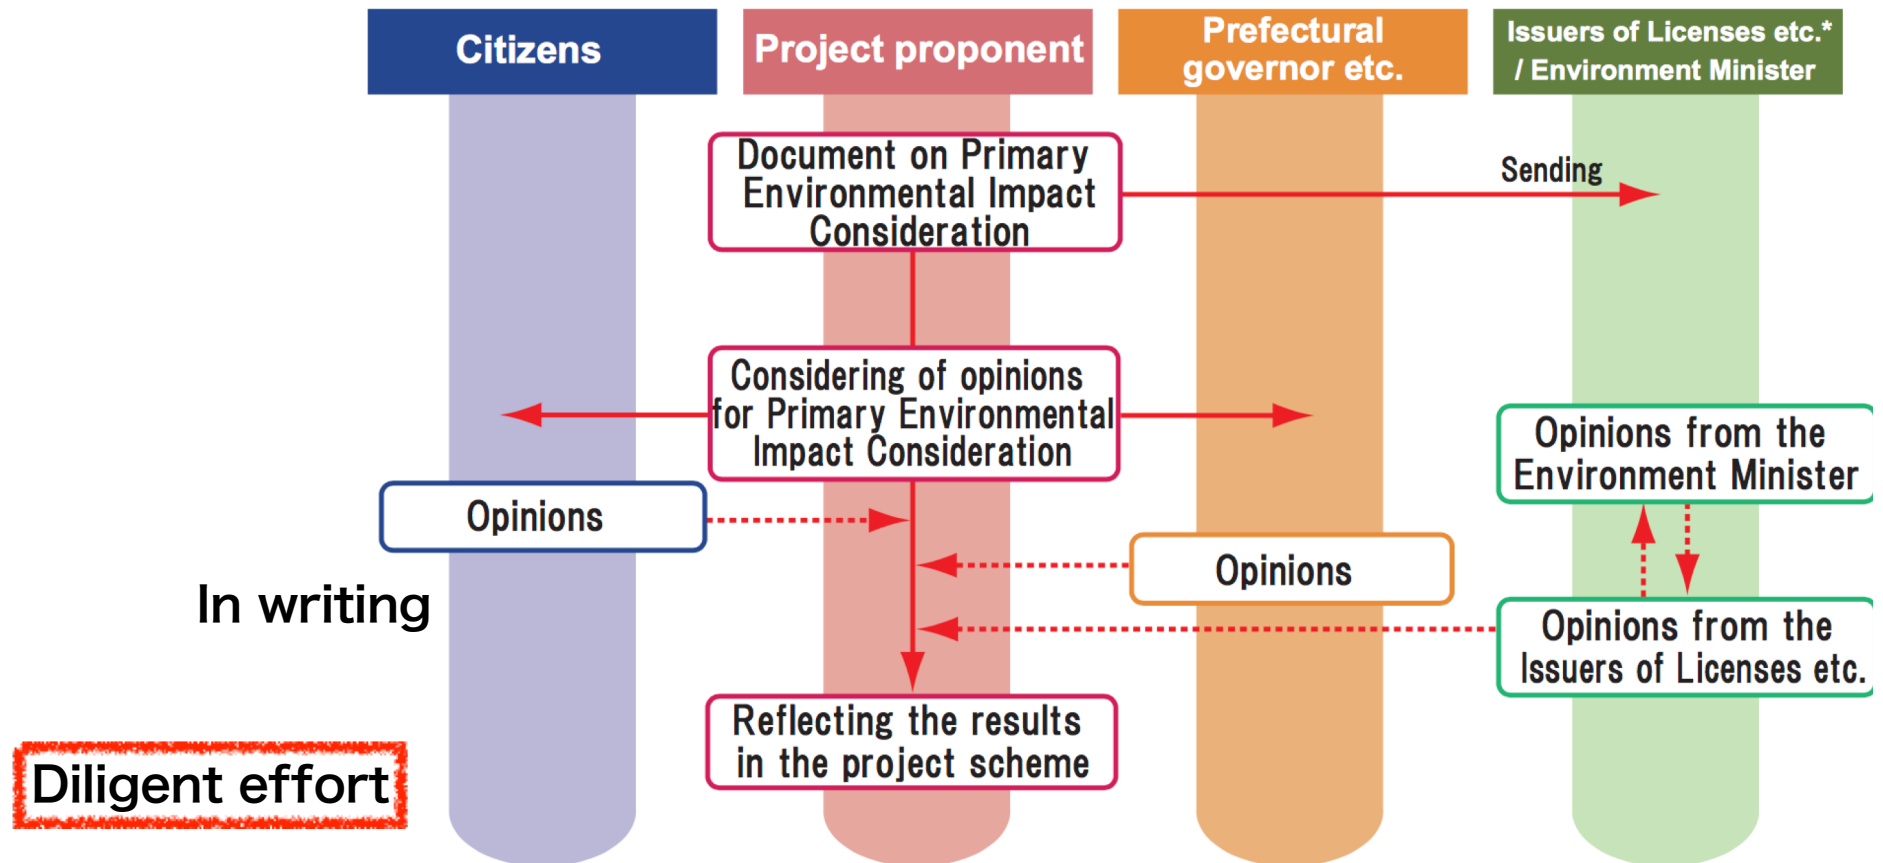 Citizens
Project proponent
Prefectural
governor etc.
Issuers of Licenses etc.*
/ Environment Minister
Document on Primary
Environmental Impact
Consideration
Sending
Considering of opinions
for Primary Environmental
Impact Consideration
Opinions from the
Environment Minister
Opinions
Opinions
In writing
Opinions from the
Issuers of Licenses etc.
Reflecting the results
in the project scheme
Diligent effort